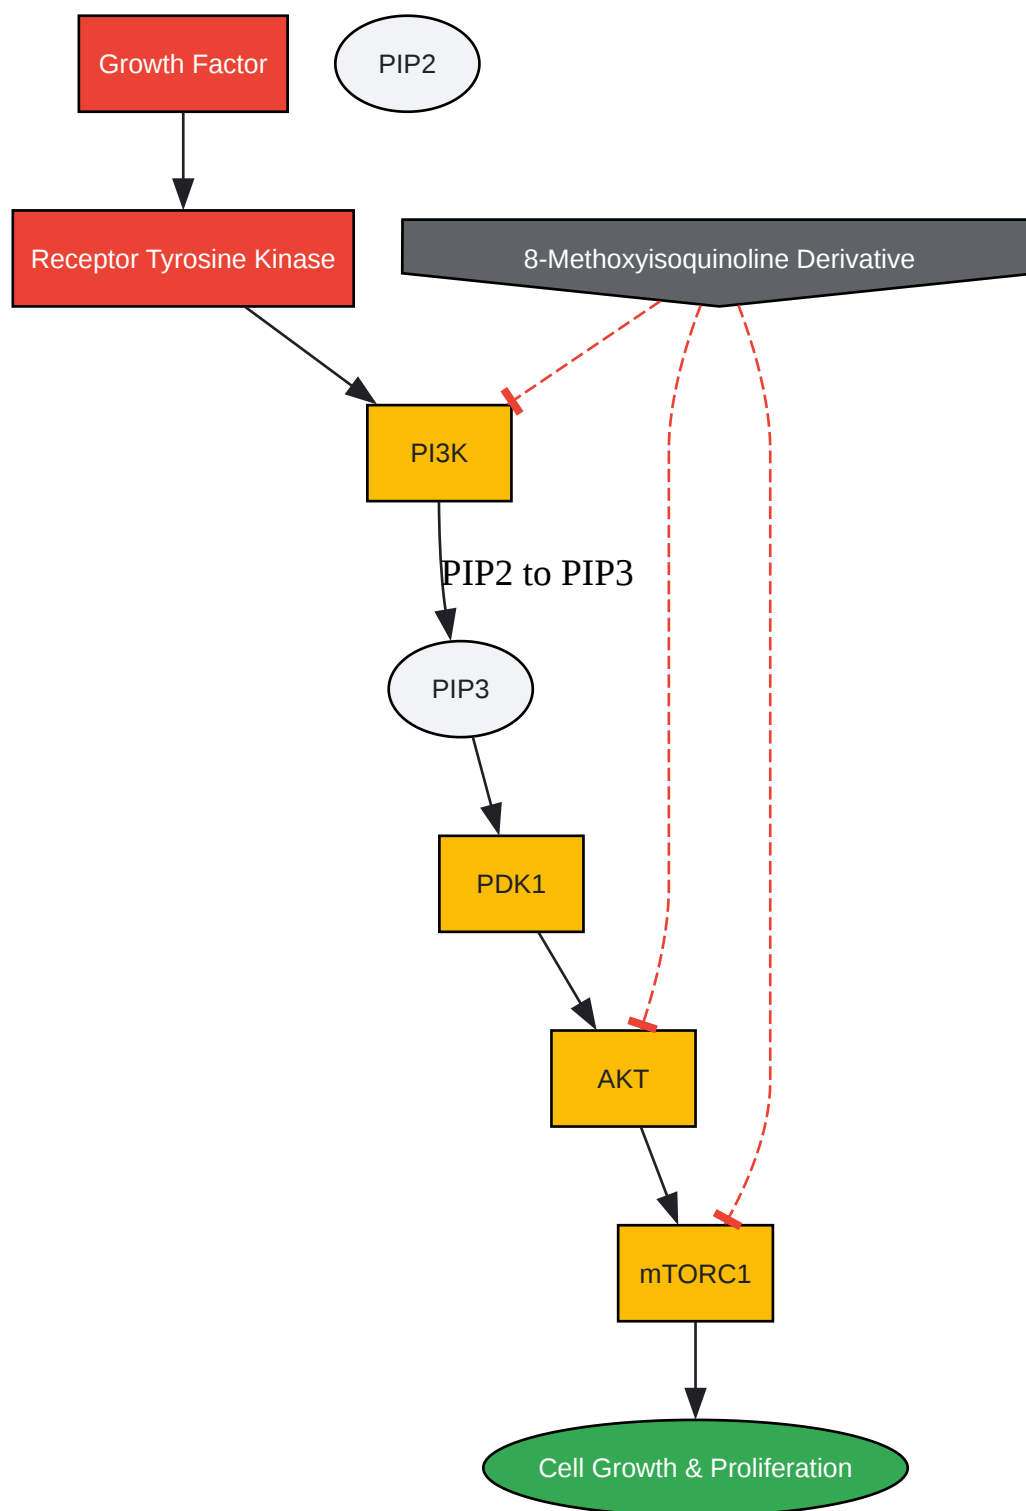 Growth Factor
PIP2
Receptor Tyrosine Kinase
8-Methoxyisoquinoline Derivative
PI3K
PIP2 to PIP3
PIP3
PDK1
AKT
mTORC1
Cell Growth & Proliferation